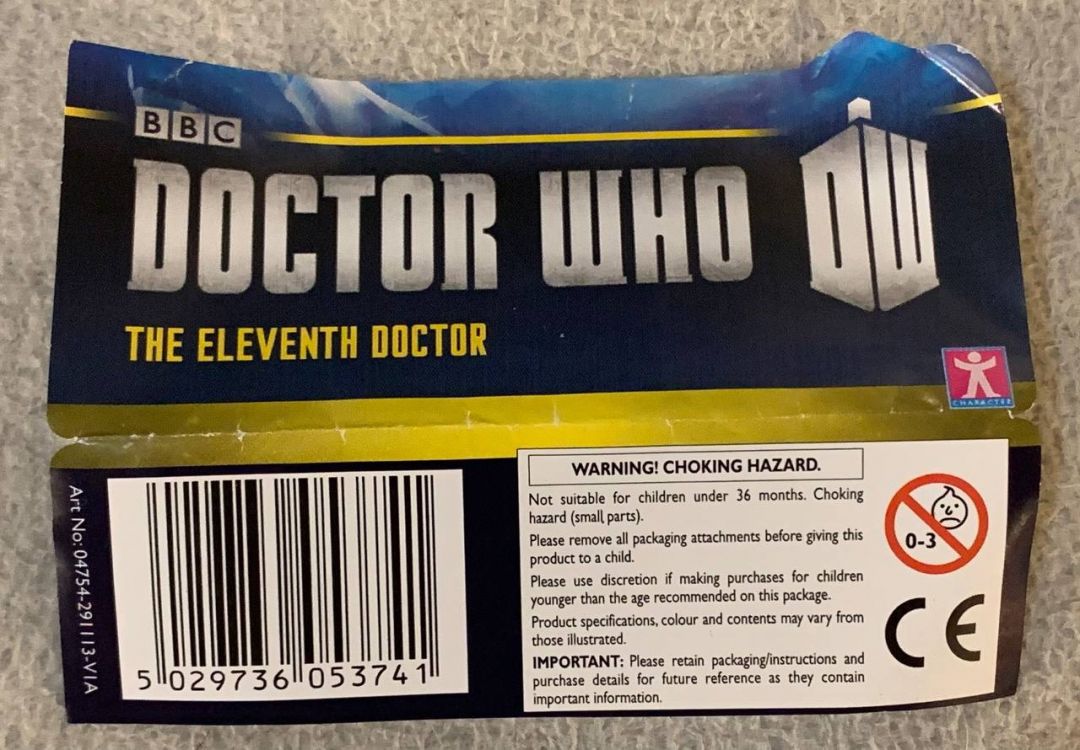 BBC
DOCTOR WHO
DW
THE ELEVENTH DOCTOR
CHARACTER
Art No: 04754-291113-VIA
5 029736 053741
WARNING! CHOKING HAZARD.
Not suitable for children under 36 months. Choking
hazard (small parts).
Please remove all packaging attachments before giving this
product to a child.
Please use discretion if making purchases for children
younger than the age recommended on this package.
Product specifications, colour and contents may vary from
those illustrated.
IMPORTANT: Please retain packaging/instructions and
purchase details for future reference as they contain
important information.
0-3
CE